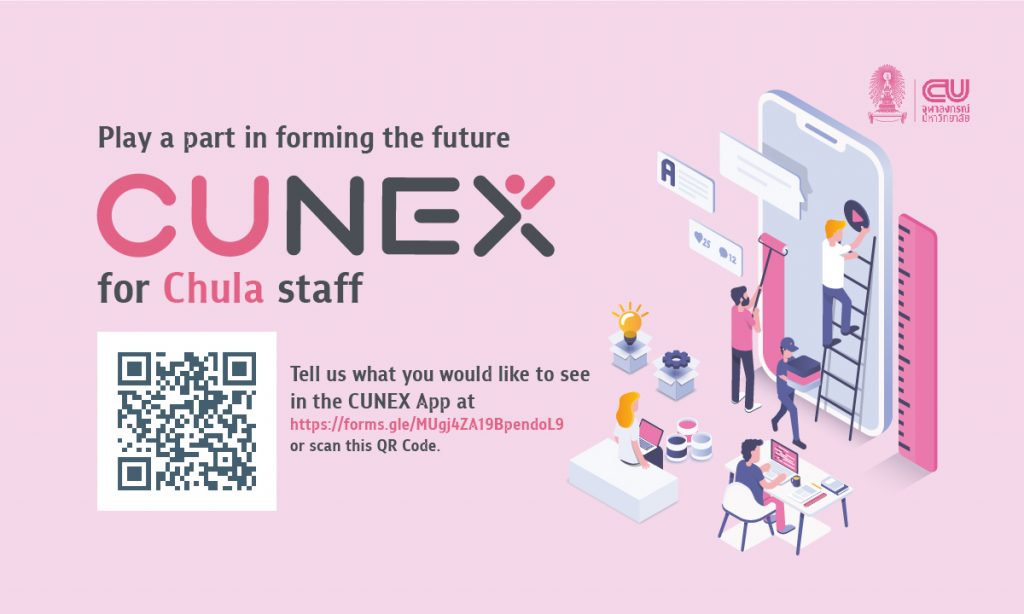 Play a part in forming the future
CUNEX
for Chula staff
Tell us what you would like to see
in the CUNEX App at
https://forms.gle/MUgj4ZA19BpendoL9
or scan this QR Code.
CU
จุฬาลงกรณ์
มหาวิทยาลัย
A
25
12